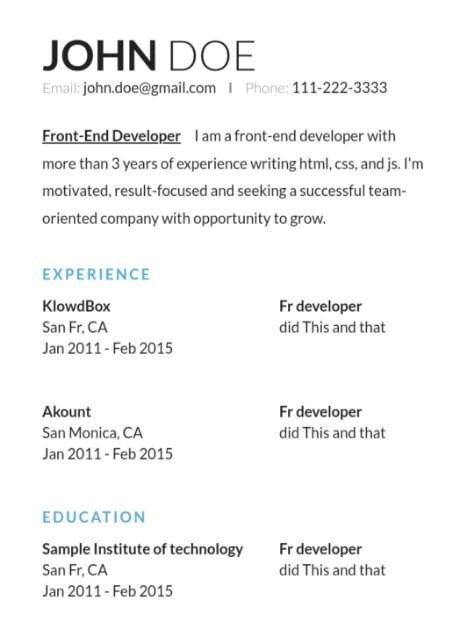 JOHN DOE
Email: john.doe@gmail.com | Phone: 111-222-3333
Front-End Developer I am a front-end developer with
more than 3 years of experience writing html, css, and js. I'm
motivated, result-focused and seeking a successful team-
oriented company with opportunity to grow.
EXPERIENCE
KlowdBox Fr developer
San Fr, CA did This and that
Jan 2011 - Feb 2015
Akount Fr developer
San Monica, CA did This and that
Jan 2011 - Feb 2015
EDUCATION
Sample Institute of technology Fr developer
San Fr, CA did This and that
Jan 2011 - Feb 2015